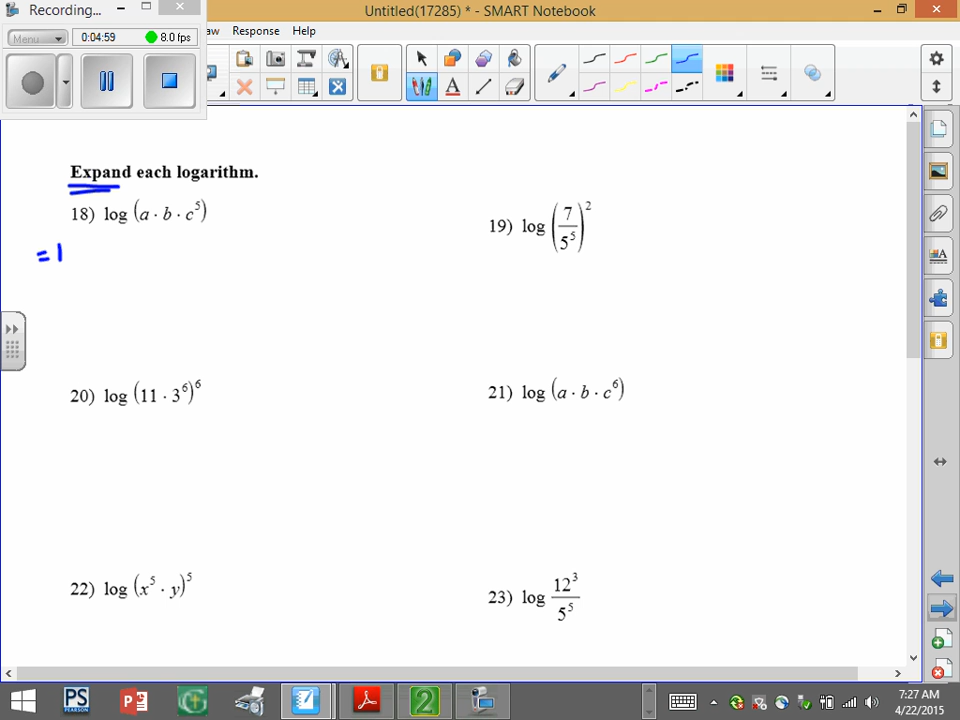 Recording...
Untitled(17285) * - SMART Notebook
Menu
00:04:59
8.0 fps
aw Response Help
Expand each logarithm.
18) log (a · b · c^5)
19) log (7/5^5)^2
= l
20) log (11 · 3^6)^6
21) log (a · b · c^6)
22) log (x^5 · y)^5
23) log 12^3/5^5
PS
PEARSON
2
7:27 AM
4/22/2015